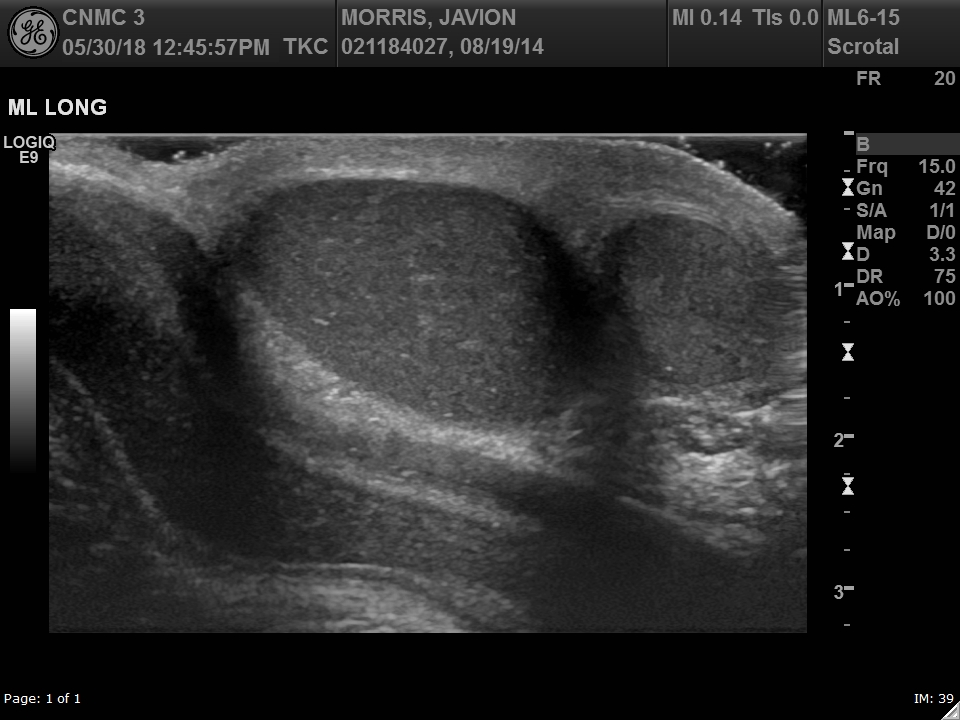 CNMC 3
05/30/18 12:45:57PM TKC
MORRIS, JAVION
021184027, 08/19/14
MI 0.14 TIs 0.0
ML6-15
Scrotal
FR 20
ML LONG
LOGIQ
E9
B
Frq 15.0
Gn 42
S/A 1/1
Map D/0
D 3.3
DR 75
AO% 100
1
2
3
Page: 1 of 1
IM: 39